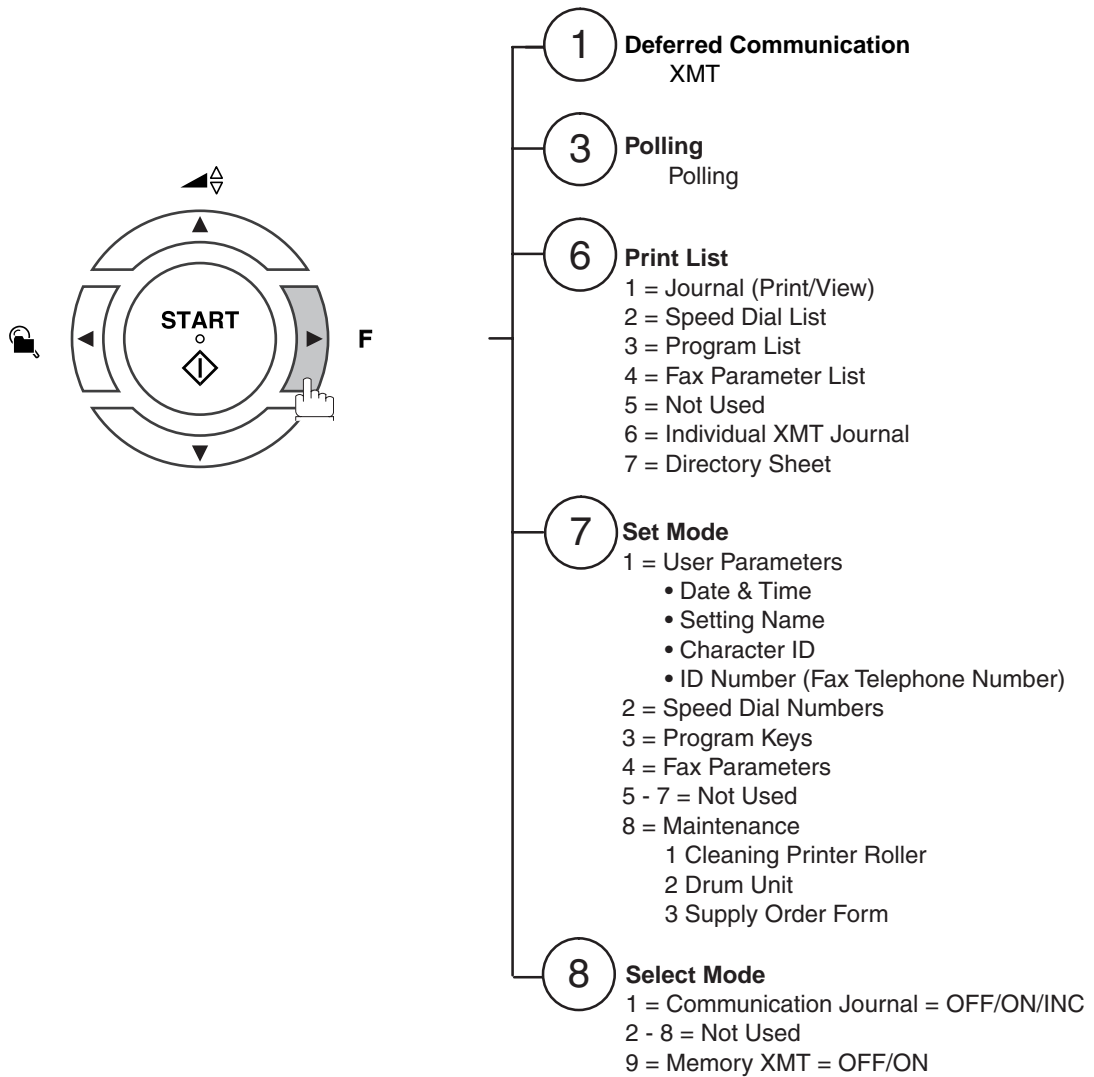 1
Deferred Communication
XMT
3
Polling
Polling
6
Print List
1 = Journal (Print/View)
2 = Speed Dial List
3 = Program List
4 = Fax Parameter List
5 = Not Used
6 = Individual XMT Journal
7 = Directory Sheet
START
F
7
Set Mode
1 = User Parameters
• Date & Time
• Setting Name
• Character ID
• ID Number (Fax Telephone Number)
2 = Speed Dial Numbers
3 = Program Keys
4 = Fax Parameters
5 - 7 = Not Used
8 = Maintenance
1 Cleaning Printer Roller
2 Drum Unit
3 Supply Order Form
8
Select Mode
1 = Communication Journal = OFF/ON/INC
2 - 8 = Not Used
9 = Memory XMT = OFF/ON